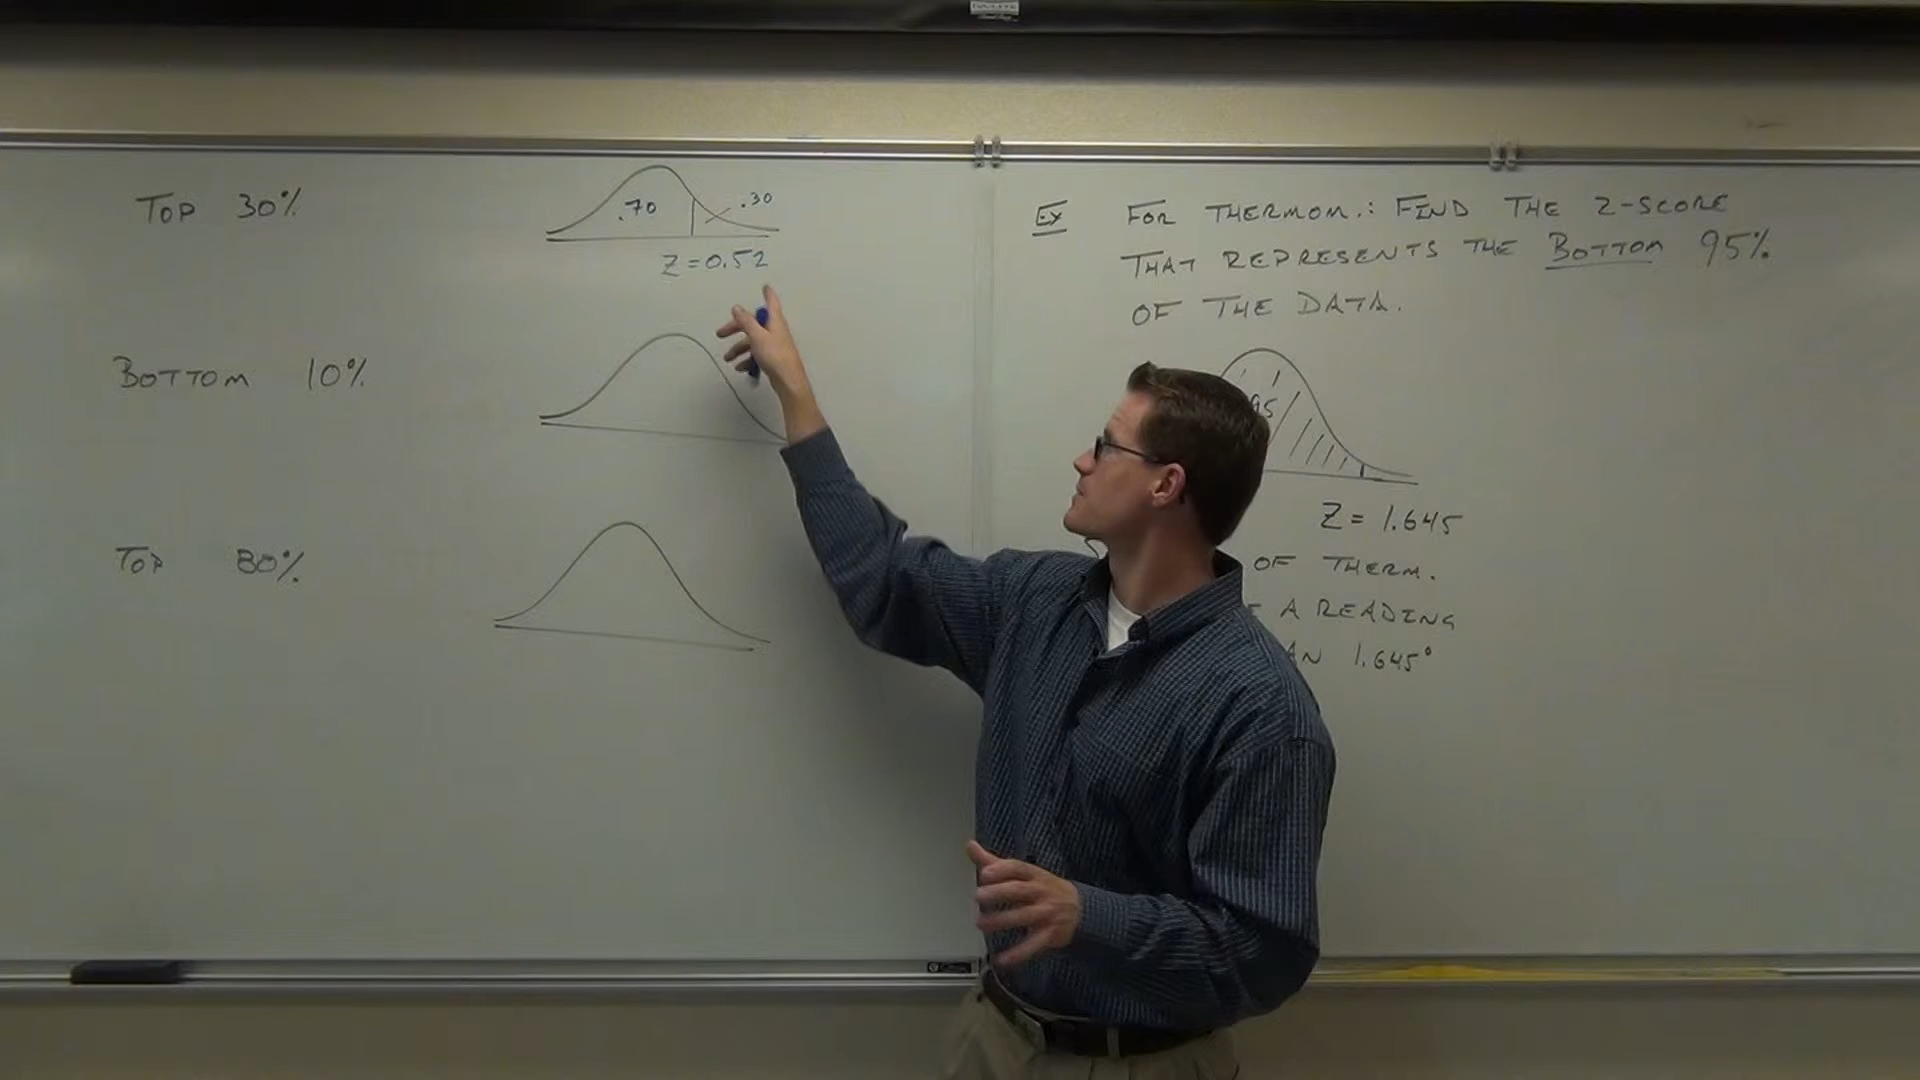 TOP 30%
.70
.30
Z=0.52
BOTTOM 10%
TOP 80%
EX FOR THERMOM.: FIND THE Z-SCORE
THAT REPRESENTS THE BOTTOM 95%
OF THE DATA.
95
Z = 1.645
OF THERM.
A READING
1.645°